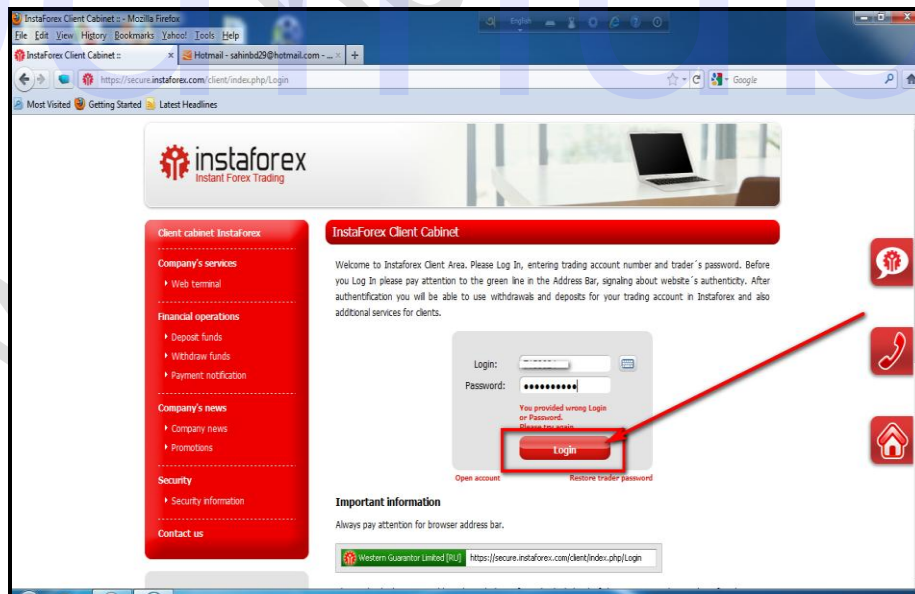 InstaForex Client Cabinet :: - Mozilla Firefox
English
File Edit View History Bookmarks Yahoo! Tools Help
InstaForex Client Cabinet :: Hotmail - sahinbd29@hotmail.com - ...
https://secure.instaforex.com/client/index.php/Login Google
Most Visited Getting Started Latest Headlines
instaforex
Instant Forex Trading
Client cabinet InstaForex
Company's services
Web terminal
Financial operations
Deposit funds
Withdraw funds
Payment notification
Company's news
Company news
Promotions
Security
Security information
Contact us
InstaForex Client Cabinet
Welcome to Instaforex Client Area. Please Log In, entering trading account number and trader´s password. Before
you Log In please pay attention to the green line in the Address Bar, signaling about website´s authenticity. After
authentification you will be able to use withdrawals and deposits for your trading account in Instaforex and also
additional services for clients.
Login:
Password:
You provided wrong Login
or Password.
Please try again
Login
Open account Restore trader password
Important information
Always pay attention for browser address bar.
Western Guarantor Limited [RU] https://secure.instaforex.com/client/index.php/Login